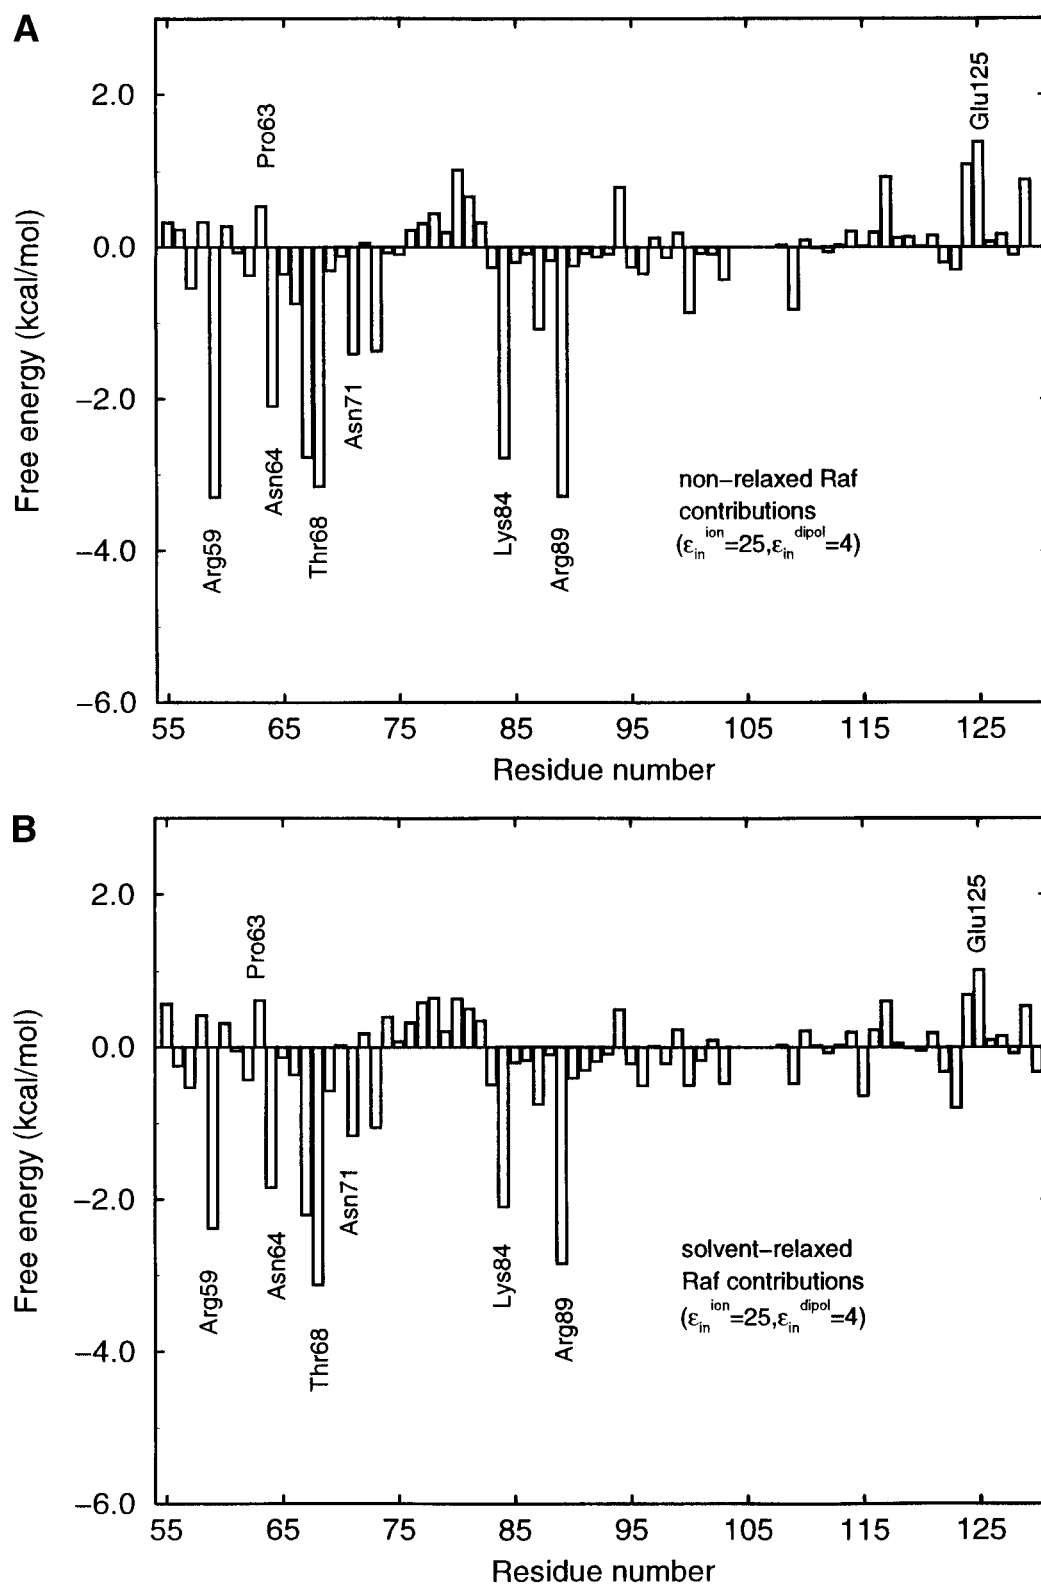 A
2.0
0.0
−2.0
−4.0
−6.0
Free energy (kcal/mol)
Pro63
Glu125
Arg59
Asn64
Thr68
Asn71
Lys84
Arg89
non−relaxed Raf
contributions
(εin ion=25,εin dipol=4)
55 65 75 85 95 105 115 125
Residue number
B
2.0
0.0
−2.0
−4.0
−6.0
Free energy (kcal/mol)
Pro63
Glu125
Arg59
Asn64
Thr68
Asn71
Lys84
Arg89
solvent−relaxed
Raf contributions
(εin ion=25,εin dipol=4)
55 65 75 85 95 105 115 125
Residue number